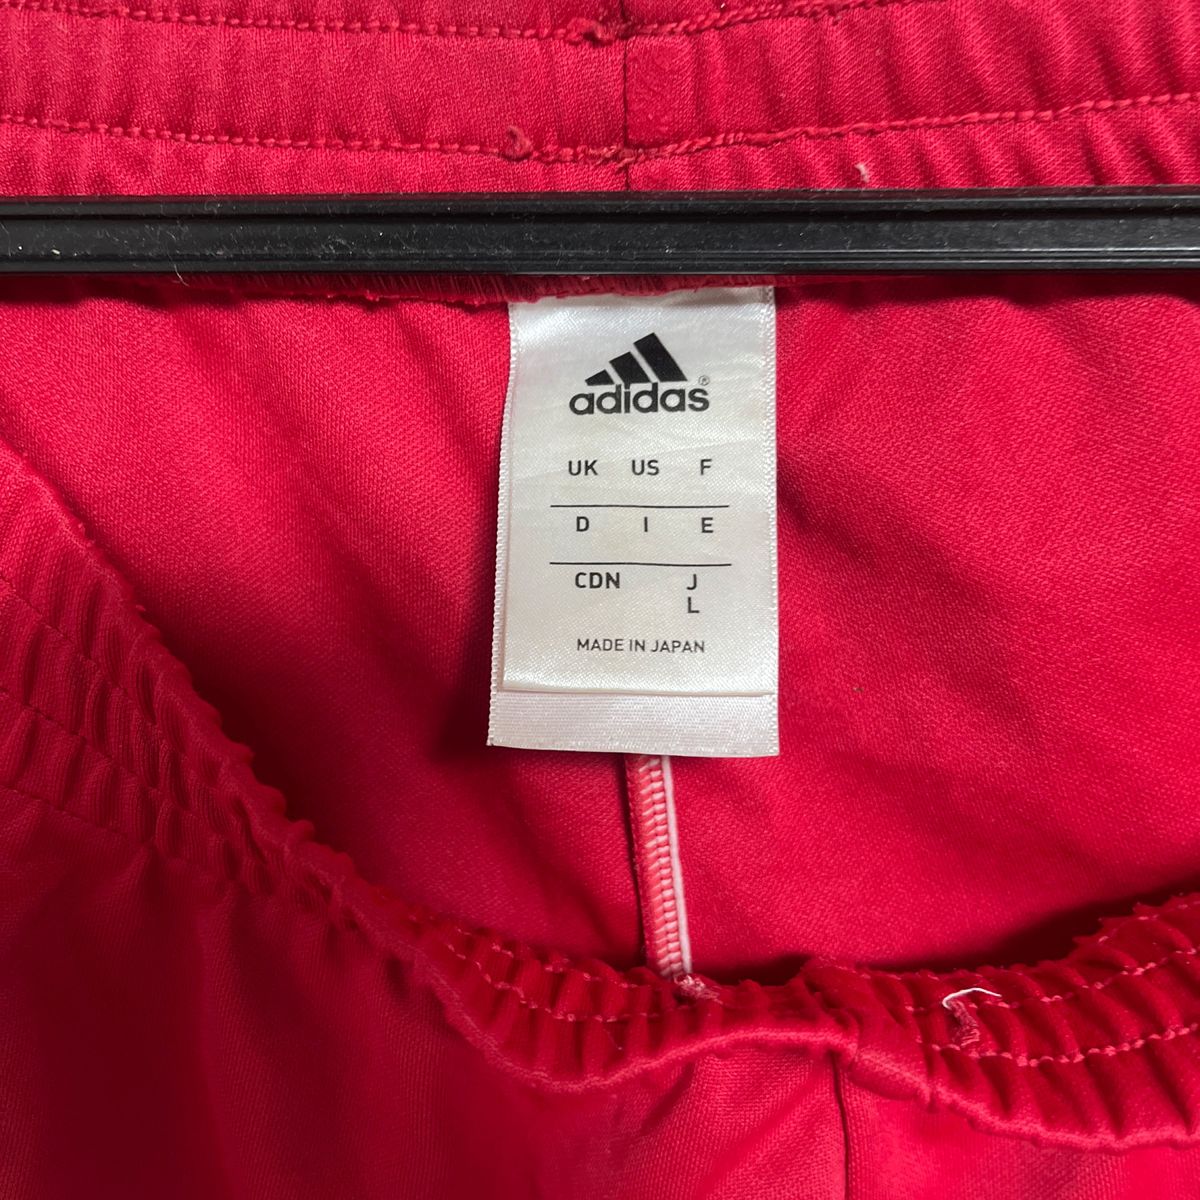 adidas®
UK US F
D I E
CDN J
L
MADE IN JAPAN